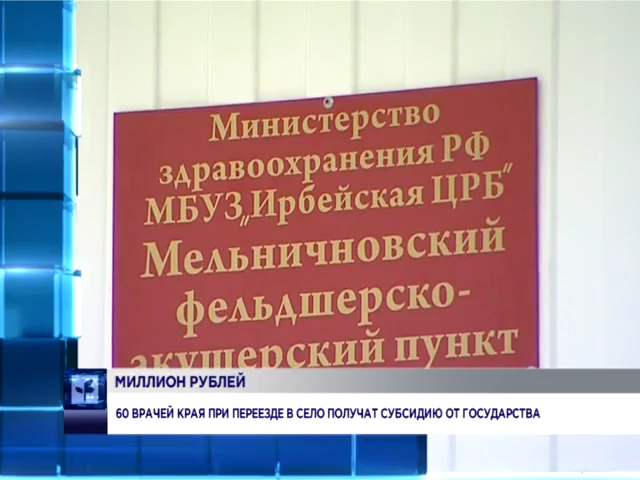 Министерство
здравоохранения РФ
МБУЗ „Ирбейская ЦРБ"
Мельничновский
фельдшерско-
акушерский пункт
МИЛЛИОН РУБЛЕЙ
60 ВРАЧЕЙ КРАЯ ПРИ ПЕРЕЕЗДЕ В СЕЛО ПОЛУЧАТ СУБСИДИЮ ОТ ГОСУДАРСТВА